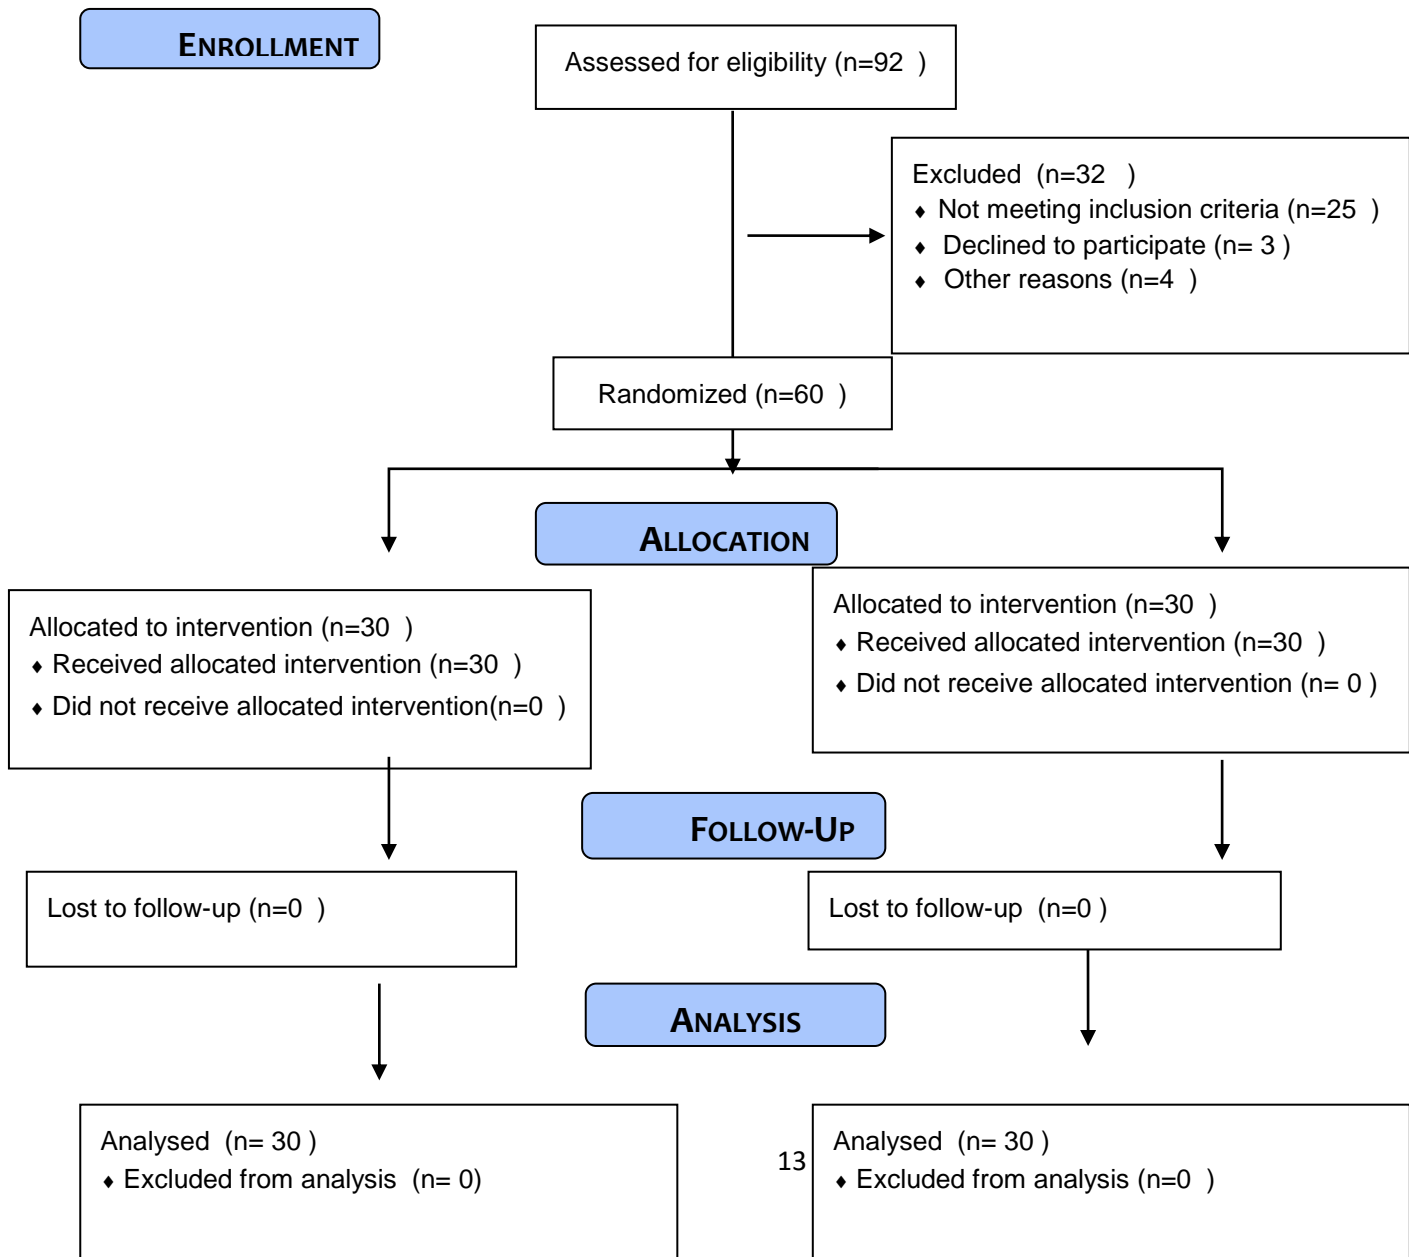 ENROLLMENT
Assessed for eligibility (n=92  )
Excluded  (n=32   )
♦ Not meeting inclusion criteria (n=25  )
♦ Declined to participate (n= 3 )
♦ Other reasons (n=4  )
Randomized (n=60  )
ALLOCATION
Allocated to intervention (n=30  )
♦ Received allocated intervention (n=30  )
♦ Did not receive allocated intervention(n=0  )
Allocated to intervention (n=30  )
♦ Received allocated intervention (n=30  )
♦ Did not receive allocated intervention (n= 0 )
FOLLOW-UP
Lost to follow-up (n=0  )
Lost to follow-up  (n=0 )
ANALYSIS
Analysed  (n= 30 )
♦ Excluded from analysis  (n= 0)
13
Analysed  (n= 30 )
♦ Excluded from analysis (n=0  )